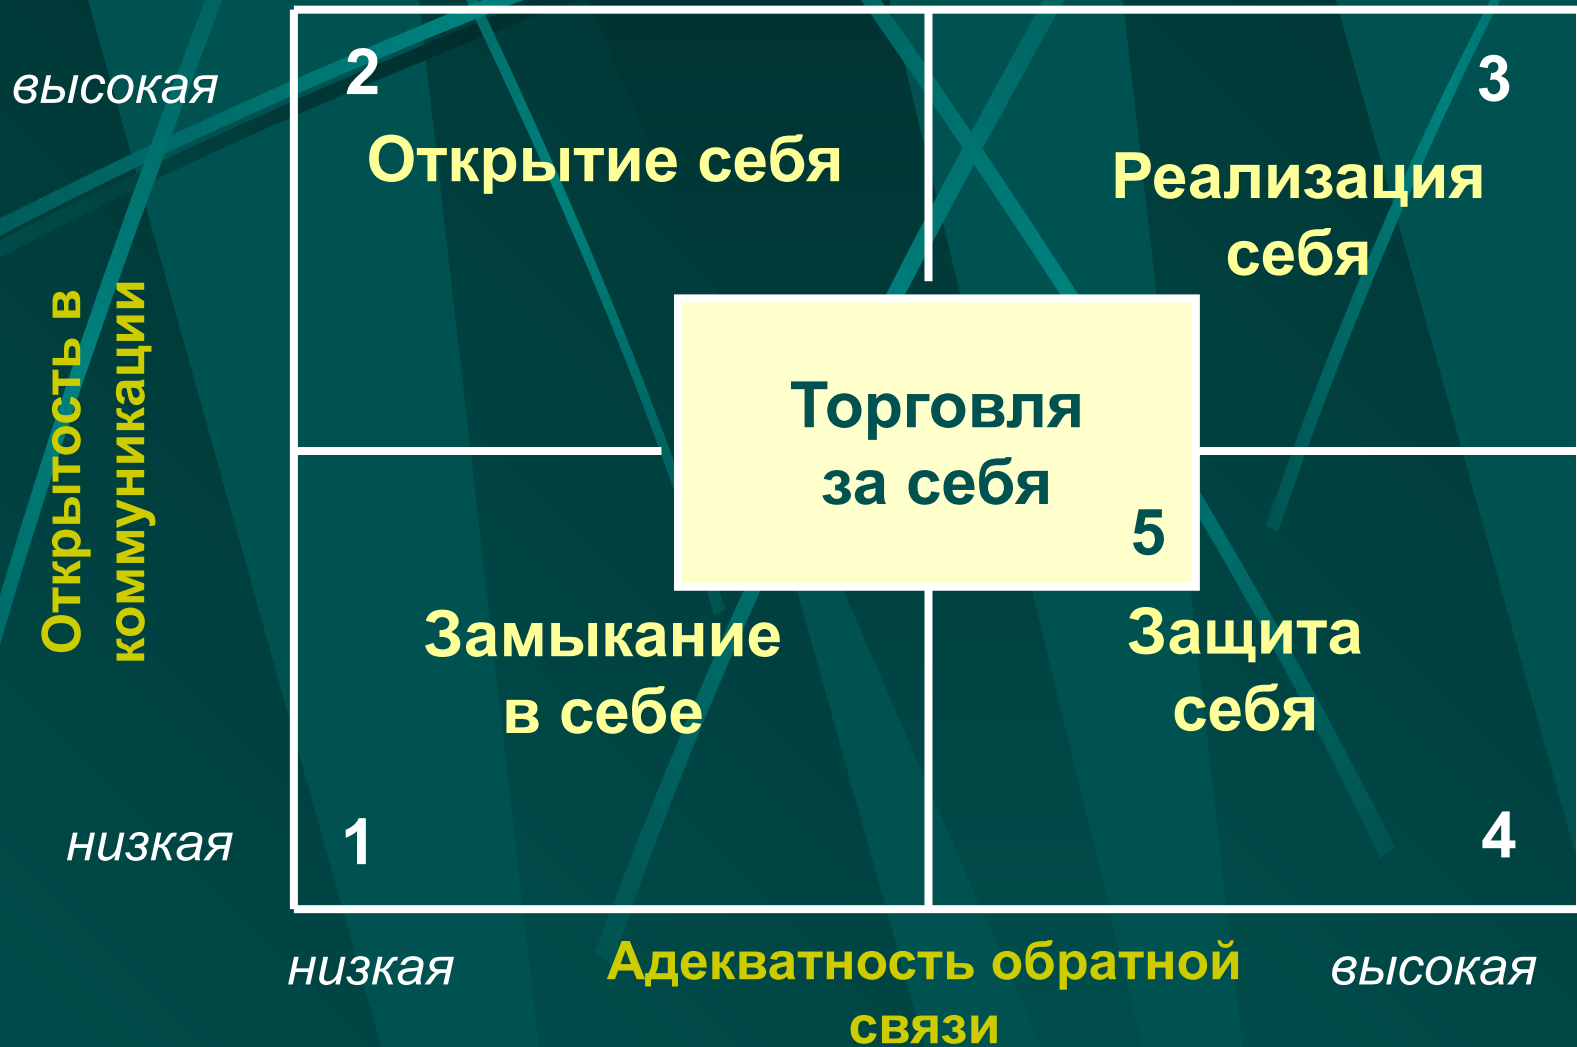 высокая
2
3
Открытие себя
Реализация
себя
Открытость в
коммуникации
Торговля
за себя
5
Замыкание
в себе
Защита
себя
низкая
1
4
низкая
Адекватность обратной
связи
высокая